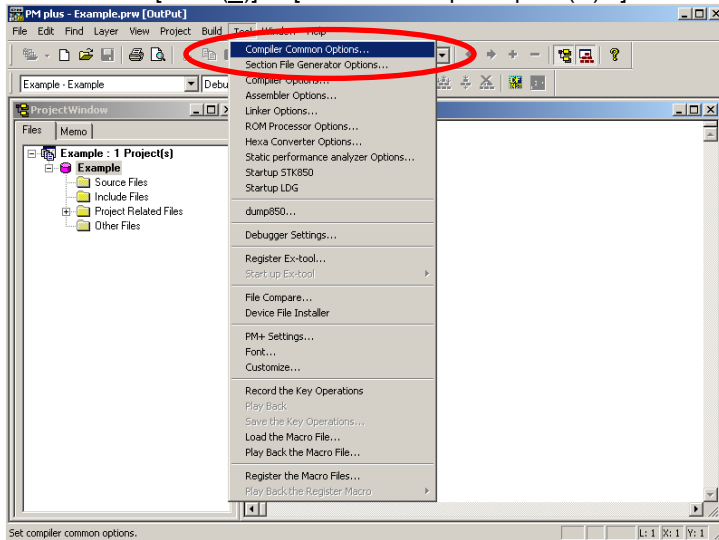 PM plus - Example.prw [OutPut]
File Edit Find Layer View Project Build Tool Window Help
Example - Example
Debu
ProjectWindow
Files Memo
Example : 1 Project(s)
Example
Source Files
Include Files
Project Related Files
Other Files
Compiler Common Options...
Section File Generator Options...
Compiler Options...
Assembler Options...
Linker Options...
ROM Processor Options...
Hexa Converter Options...
Static performance analyzer Options...
Startup STK850
Startup LDG
dump850...
Debugger Settings...
Register Ex-tool...
Start up Ex-tool
File Compare...
Device File Installer
PM+ Settings...
Font...
Customize...
Record the Key Operations
Play Back
Save the Key Operations...
Load the Macro File...
Play Back the Macro File...
Register the Macro Files...
Play Back the Register Macro
Set compiler common options.
L: 1 X: 1 Y: 1